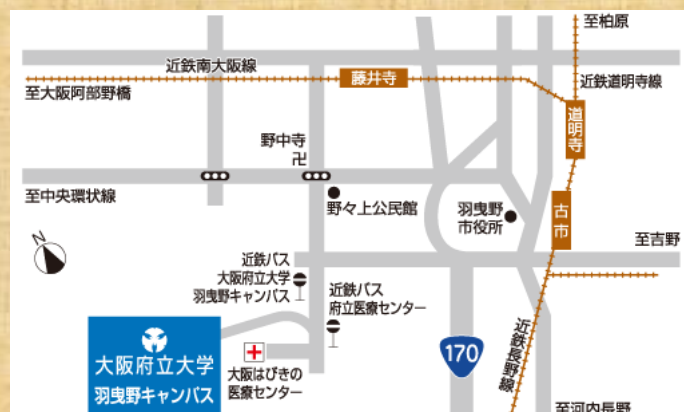 至柏原
近鉄南大阪線
藤井寺
近鉄道明寺線
至大阪阿部野橋
道明寺
野中寺
卍
至中央環状線
野々上公民館
羽曳野
市役所
古市
至吉野
N
近鉄バス
大阪府立大学
羽曳野キャンパス
近鉄バス
府立医療センター
大阪府立大学
羽曳野キャンパス
大阪はびきの
医療センター
170
近鉄長野線
至河内長野